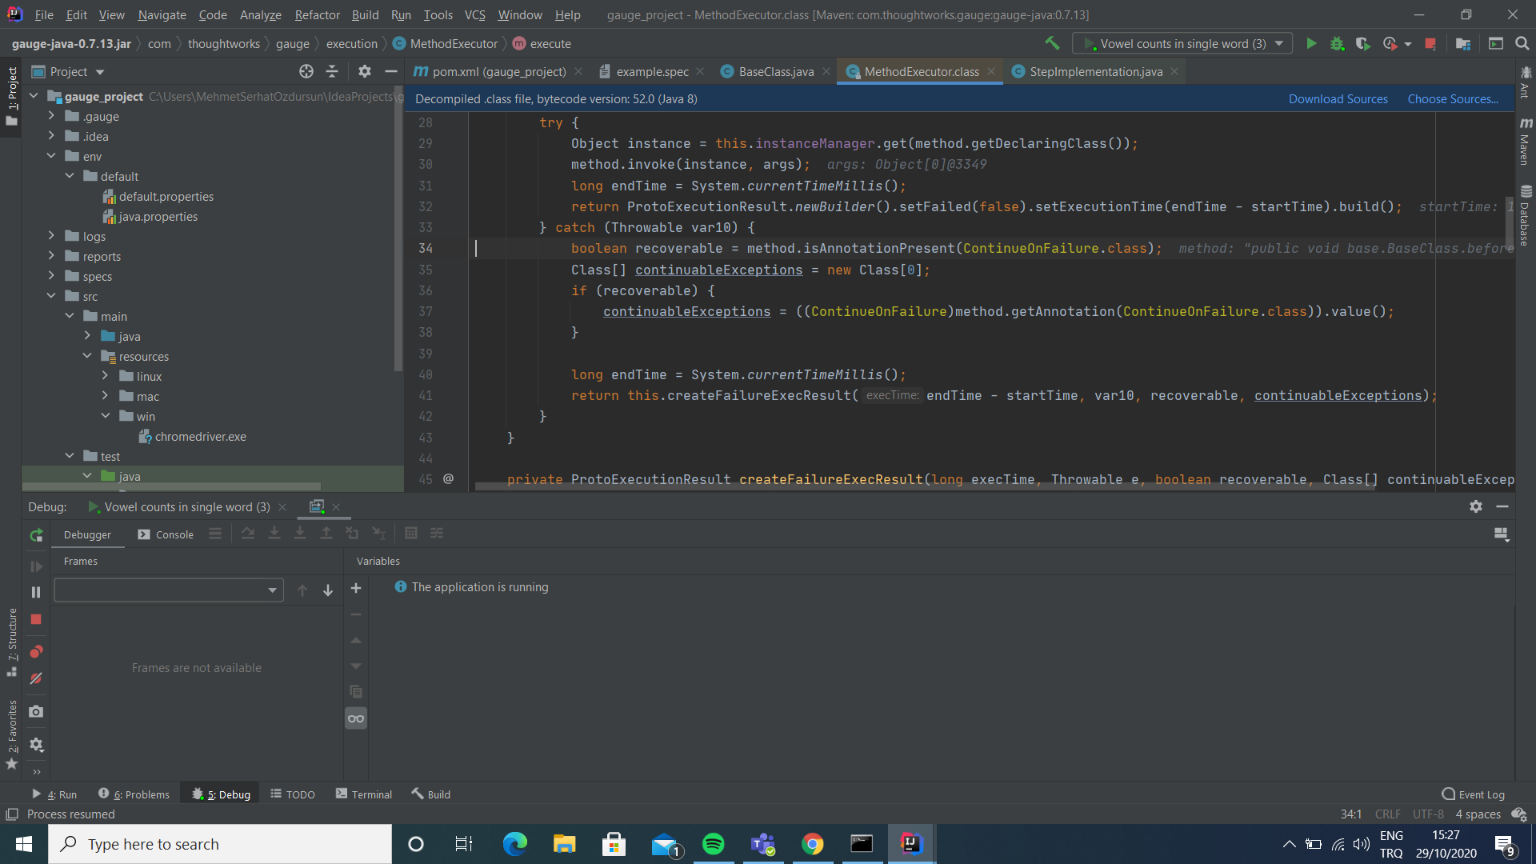 File Edit View Navigate Code Analyze Refactor Build Run Tools VCS Window Help gauge_project - MethodExecutor.class [Maven: com.thoughtworks.gauge:gauge-java:0.7.13]
gauge-java-0.7.13.jar com thoughtworks gauge execution MethodExecutor execute Vowel counts in single word (3)
Project
pom.xml (gauge_project) example.spec BaseClass.java MethodExecutor.class StepImplementation.java
gauge_project C:\Users\MehmetSerhatOzdursun\IdeaProjects\g
.gauge
.idea
env
default
default.properties
java.properties
logs
reports
specs
src
main
java
resources
linux
mac
win
chromedriver.exe
test
java
Decompiled .class file, bytecode version: 52.0 (Java 8) Download Sources Choose Sources...
28 try {
29 Object instance = this.instanceManager.get(method.getDeclaringClass());
30 method.invoke(instance, args); args: Object[0]@3349
31 long endTime = System.currentTimeMillis();
32 return ProtoExecutionResult.newBuilder().setFailed(false).setExecutionTime(endTime - startTime).build(); startTime: 1
33 } catch (Throwable var10) {
34 boolean recoverable = method.isAnnotationPresent(ContinueOnFailure.class); method: "public void base.BaseClass.before
35 Class[] continuableExceptions = new Class[0];
36 if (recoverable) {
37 continuableExceptions = ((ContinueOnFailure)method.getAnnotation(ContinueOnFailure.class)).value();
38 }
39
40 long endTime = System.currentTimeMillis();
41 return this.createFailureExecResult( execTime: endTime - startTime, var10, recoverable, continuableExceptions);
42 }
43 }
44
45 @ private ProtoExecutionResult createFailureExecResult(long execTime, Throwable e, boolean recoverable, Class[] continuableExcep
1: Project
7: Structure
2: Favorites
Ant
Maven
Database
Debug: Vowel counts in single word (3)
Debugger Console
Frames Variables
The application is running
Frames are not available
4: Run 6: Problems 5: Debug TODO Terminal Build Event Log
Process resumed 34:1 CRLF UTF-8 4 spaces
Type here to search
1
ENG
TRQ
15:27
29/10/2020
9